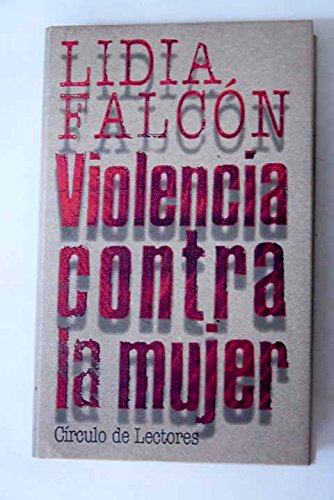 LIDIA
FALCÓN
Violencia
contra
la mujer
Círculo de Lectores